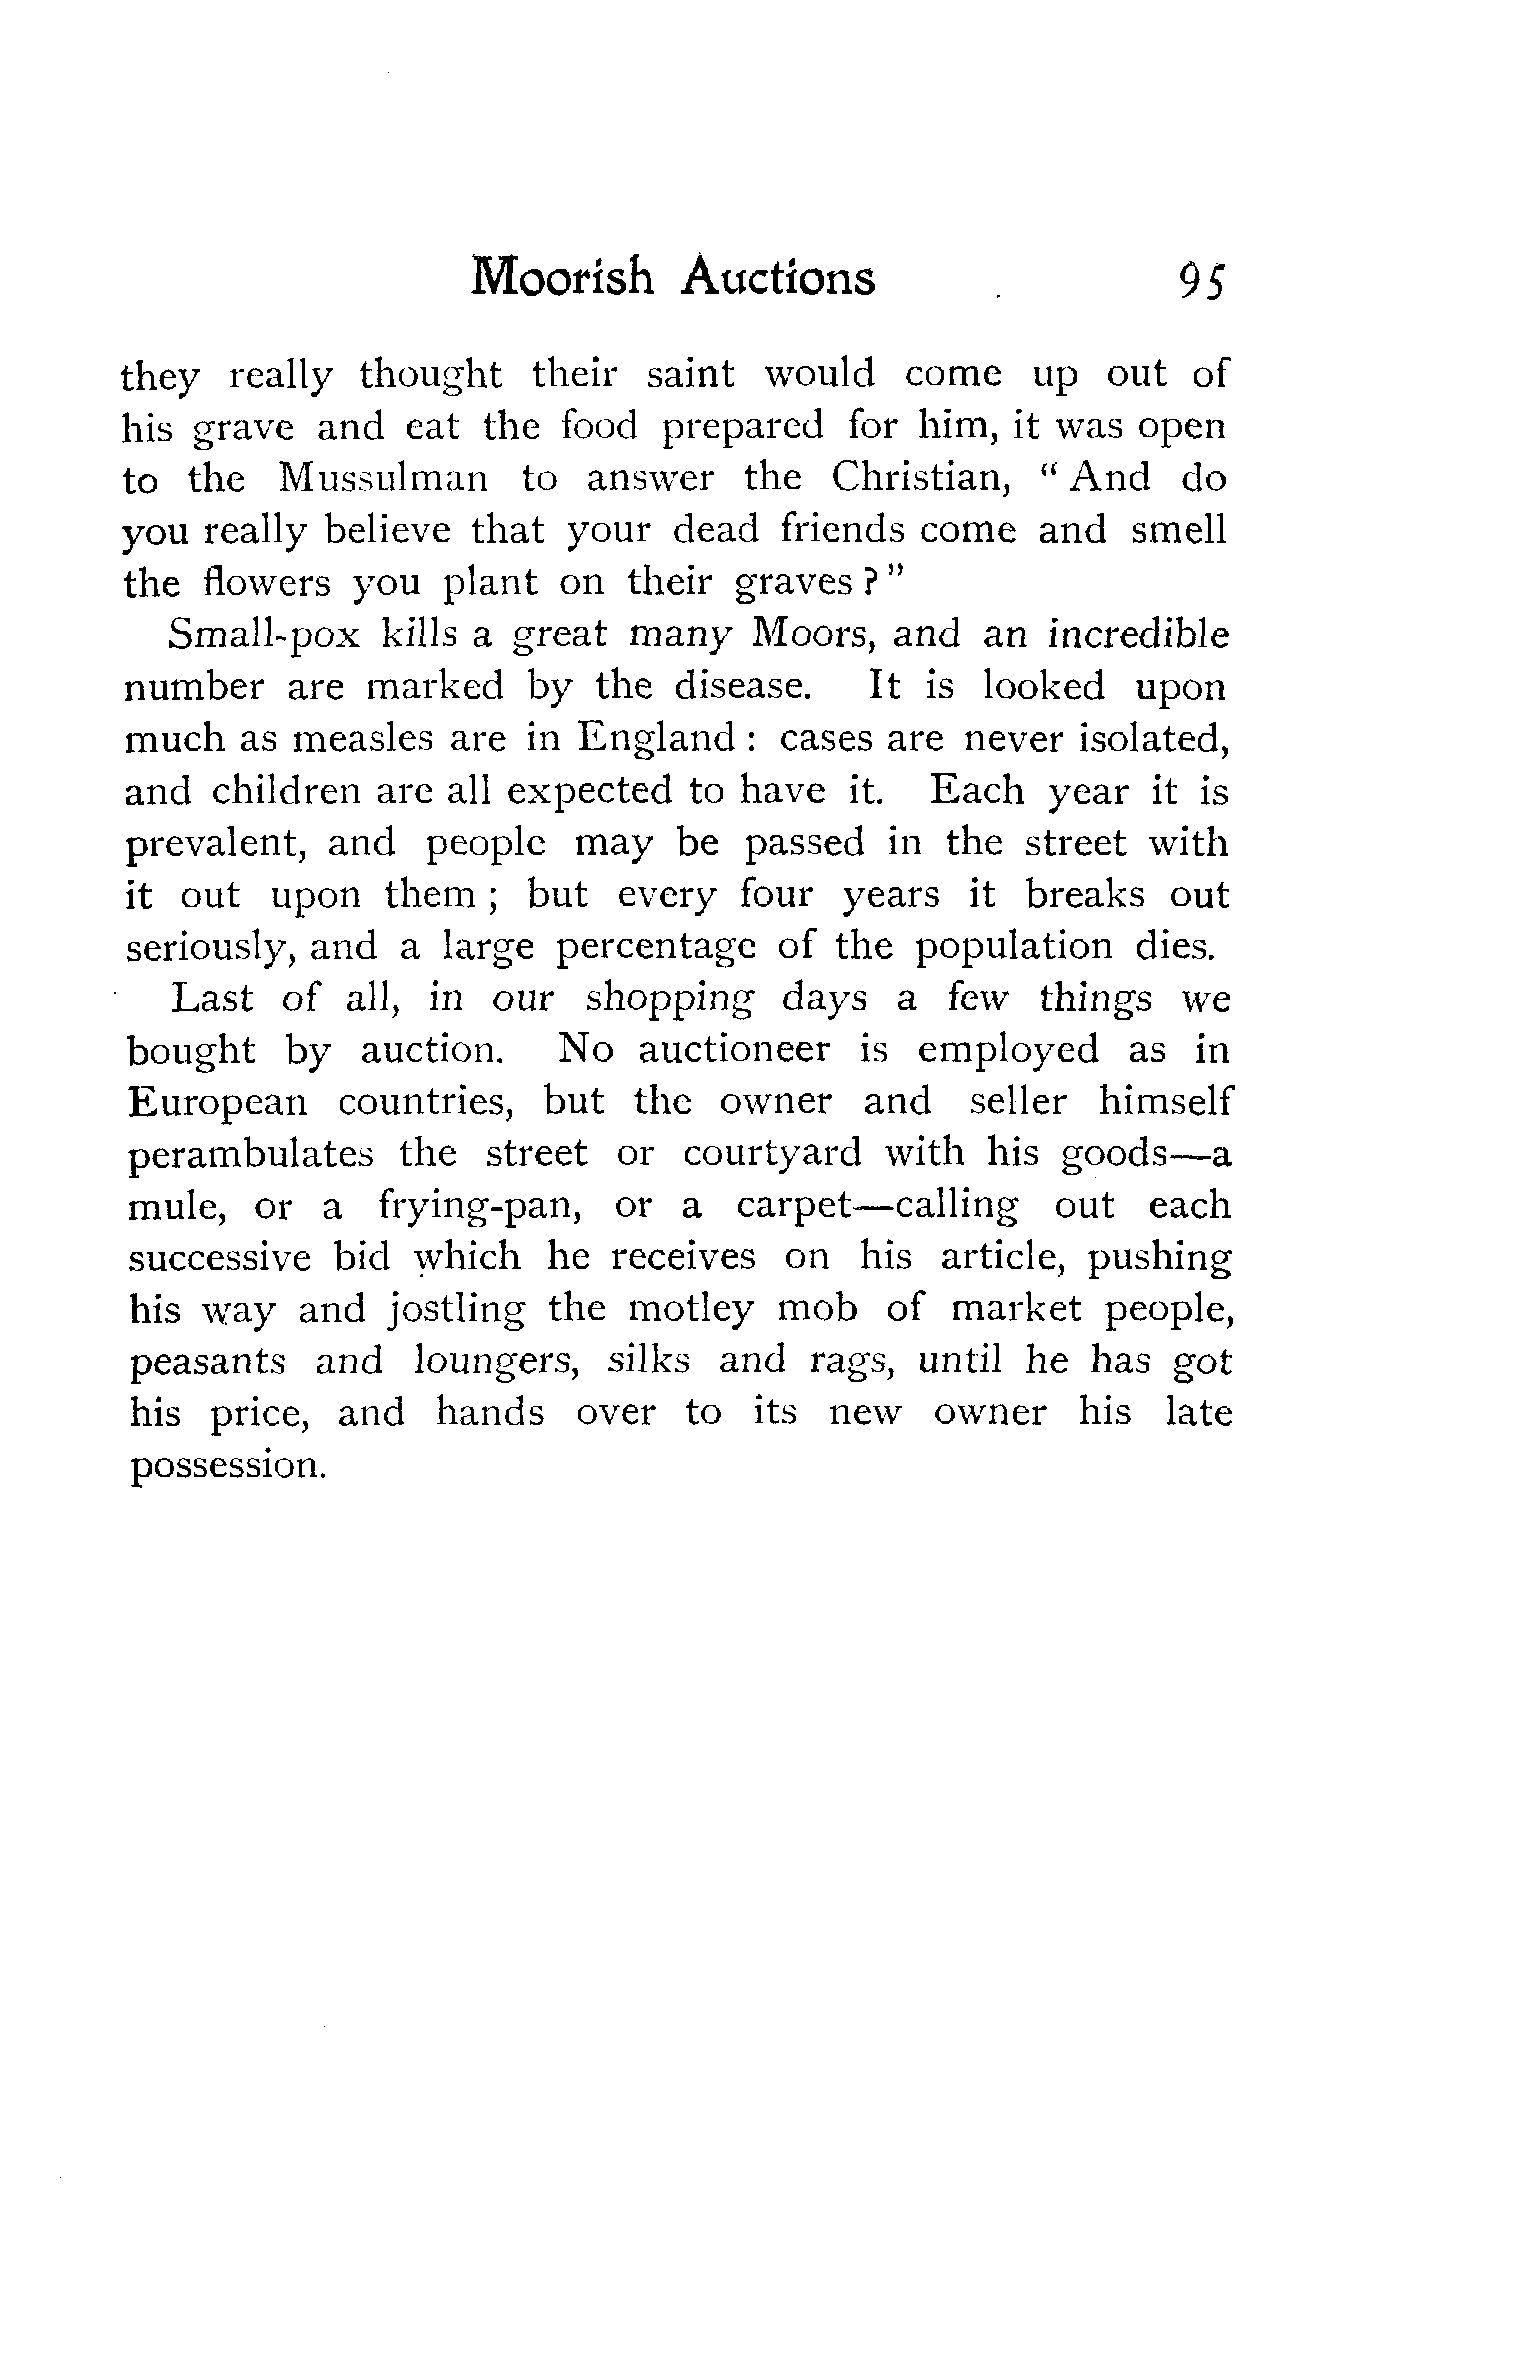 Moorish Auctions 95
they really thought their saint would come up out of
his grave and eat the food prepared for him, it was open
to the Mussulman to answer the Christian, " And do
you really believe that your dead friends come and smell
the flowers you plant on their graves ? "
Small-pox kills a great many Moors, and an incredible
number are marked by the disease. It is looked upon
much as measles are in England : cases are never isolated,
and children are all expected to have it. Each year it is
prevalent, and people may be passed in the street with
it out upon them ; but every four years it breaks out
seriously, and a large percentage of the population dies.
Last of all, in our shopping days a few things we
bought by auction. No auctioneer is employed as in
European countries, but the owner and seller himself
perambulates the street or courtyard with his goods—a
mule, or a frying-pan, or a carpet—calling out each
successive bid which he receives on his article, pushing
his way and jostling the motley mob of market people,
peasants and loungers, silks and rags, until he has got
his price, and hands over to its new owner his late
possession.